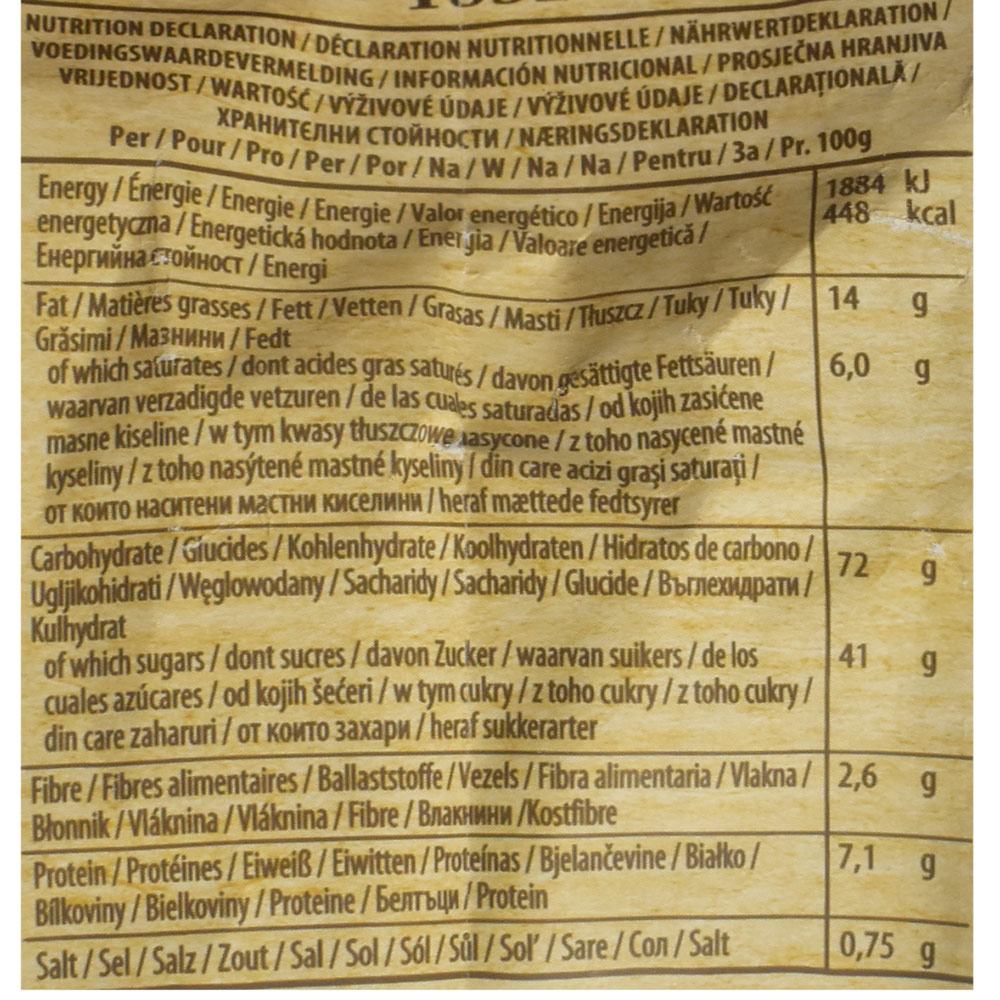 NUTRITION DECLARATION / DÉCLARATION NUTRITIONNELLE / NÄHRWERTDEKLARATION /
VOEDINGSWAARDEVERMELDING / INFORMACIÓN NUTRICIONAL / PROSJEČNA HRANJIVA
VRIJEDNOST / WARTOŚĆ / VÝŽIVOVÉ ÚDAJE / VÝŽIVOVÉ ÚDAJE / DECLARAŢIONALĂ /
ХРАНИТЕЛНИ СТОЙНОСТИ / NÆRINGSDEKLARATION
Per / Pour / Pro / Per / Por / Na / W / Na / Na / Pentru / За / Pr. 100g
Energy / Énergie / Energie / Energie / Valor energético / Energija / Wartość 1884 kJ
energetyczna / Energetická hodnota / Energia / Valoare energetică / 448 kcal
Енергийна стойност / Energi
Fat / Matières grasses / Fett / Vetten / Grasas / Masti / Tłuszcz / Tuky / Tuky / 14 g
Grăsimi / Мазнини / Fedt
of which saturates / dont acides gras saturés / davon gesättigte Fettsäuren / 6,0 g
waarvan verzadigde vetzuren / de las cuales saturadas / od kojih zasićene
masne kiseline / w tym kwasy tłuszczowe nasycone / z toho nasycené mastné
kyseliny / z toho nasýtené mastné kyseliny / din care acizi graşi saturaţi /
от които наситени мастни киселини / heraf mættede fedtsyrer
Carbohydrate / Glucides / Kohlenhydrate / Koolhydraten / Hidratos de carbono / 72 g
Ugljikohidrati / Węglowodany / Sacharidy / Sacharidy / Glucide / Въглехидрати /
Kulhydrat
of which sugars / dont sucres / davon Zucker / waarvan suikers / de los 41 g
cuales azúcares / od kojih šećeri / w tym cukry / z toho cukry / z toho cukry /
din care zaharuri / от които захари / heraf sukkerarter
Fibre / Fibres alimentaires / Ballaststoffe / Vezels / Fibra alimentaria / Vlakna / 2,6 g
Błonnik / Vláknina / Vláknina / Fibre / Влакнини /Kostfibre
Protein / Protéines / Eiweiß / Eiwitten / Proteínas / Bjelančevine / Białko / 7,1 g
Bílkoviny / Bielkoviny / Proteine / Белтъци / Protein
Salt / Sel / Salz / Zout / Sal / Sol / Sól / Sůl / Soľ / Sare / Сол / Salt 0,75 g